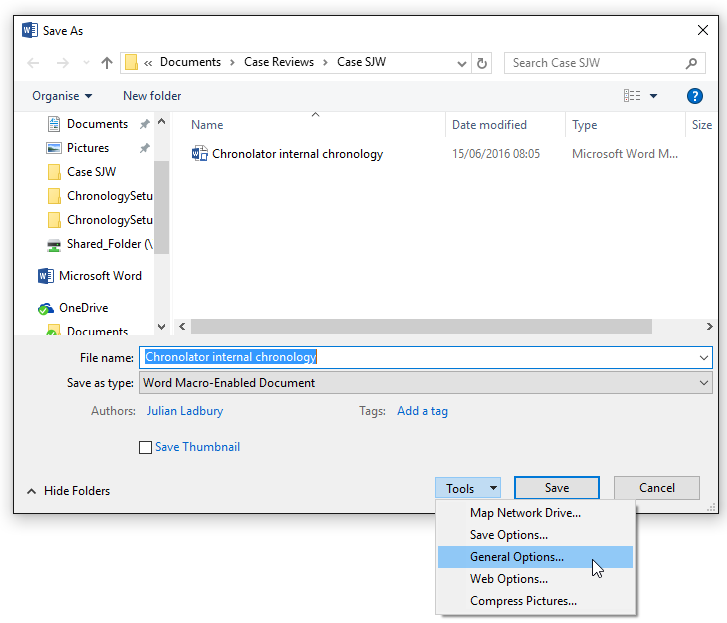 Save As
« Documents > Case Reviews > Case SJW
Search Case SJW
Organise New folder
?
Name Date modified Type Size
Documents
Pictures
Case SJW
ChronologySetu
ChronologySetu
Shared_Folder (\
Microsoft Word
OneDrive
Documents
Chronolator internal chronology 15/06/2016 08:05 Microsoft Word M...
File name: Chronolator internal chronology
Save as type: Word Macro-Enabled Document
Authors: Julian Ladbury Tags: Add a tag
Save Thumbnail
Hide Folders Tools Save Cancel
Map Network Drive...
Save Options...
General Options...
Web Options...
Compress Pictures...